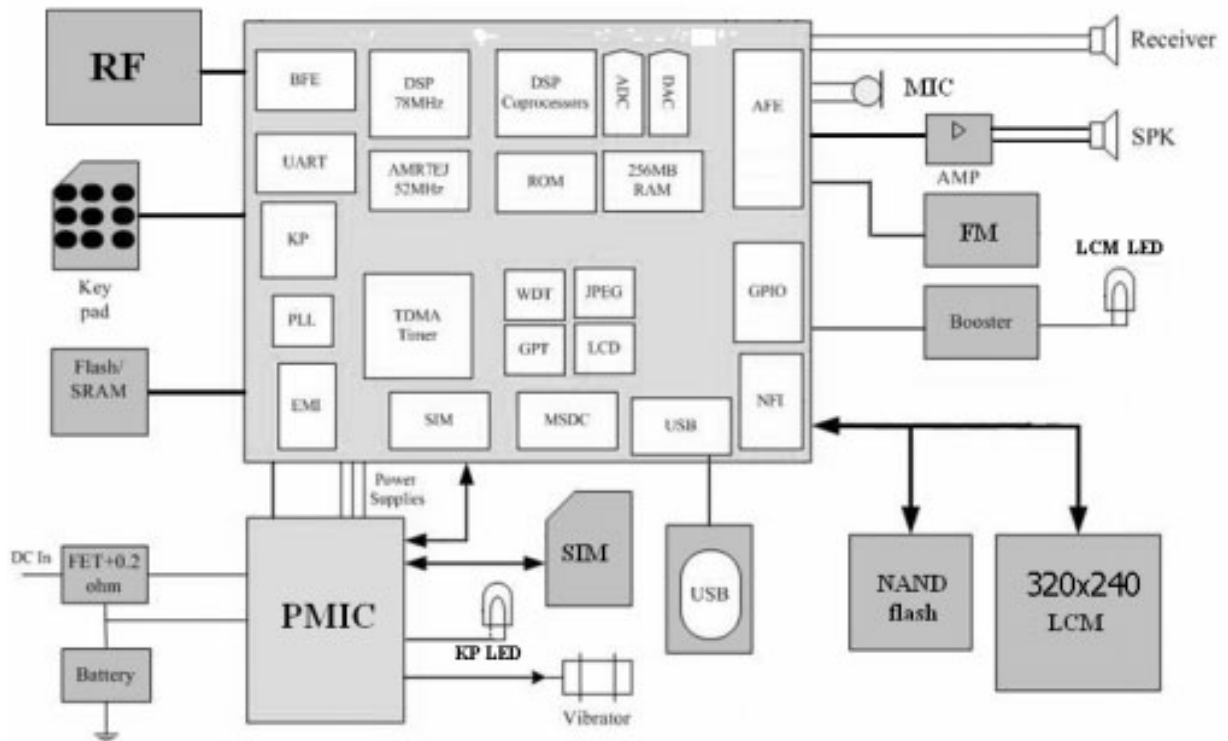 RF
BFE
DSP
78MHz
DSP
Cuprocessors
ADC
DAC
AFE
Receiver
MIC
SPK
AMP
UART
AMR7EJ
52MHz
ROM
256MB
RAM
Key
pad
KP
FM
LCM LED
PLL
TDMA
Timer
WDT
JPEG
GPIO
Booster
GPT
LCD
Flash/
SRAM
EMI
SIM
MSDC
USB
NFI
Power
Supplies
DC In
FET+0.2
ohm
PMIC
SIM
USB
NAND
flash
320x240
LCM
KP LED
Battery
Vibrator